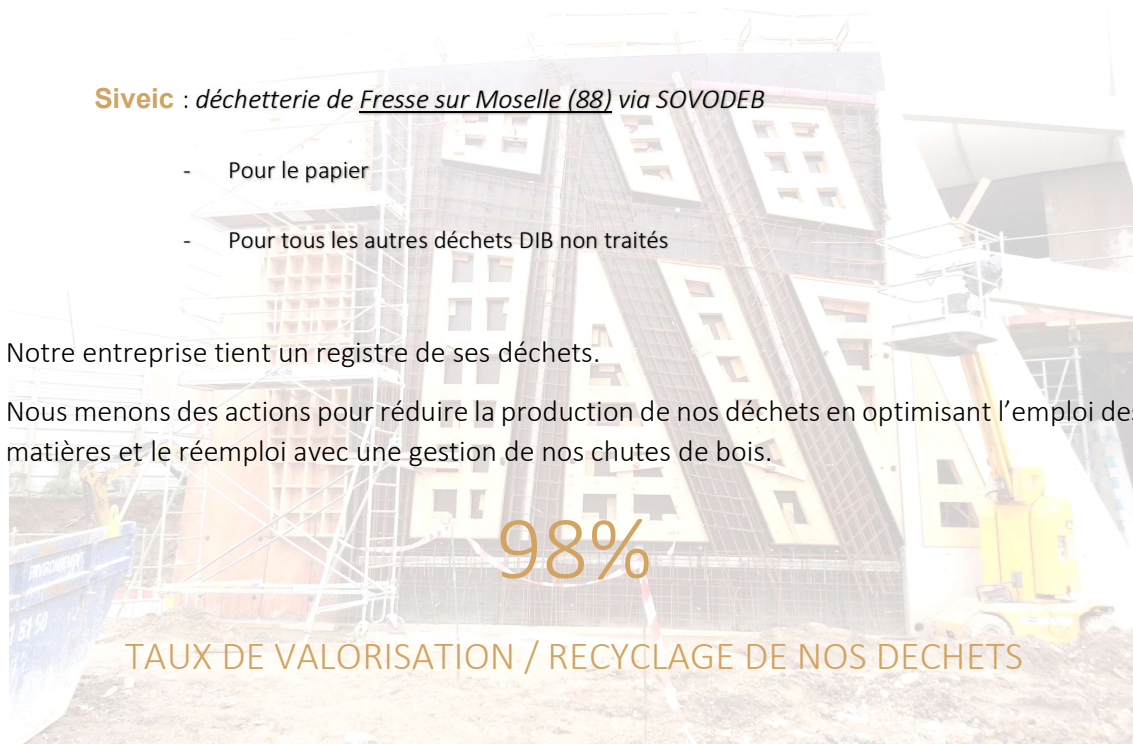 Siveic : déchetterie de Fresse sur Moselle (88) via SOVODEB
- Pour le papier
- Pour tous les autres déchets DIB non traités
Notre entreprise tient un registre de ses déchets.
Nous menons des actions pour réduire la production de nos déchets en optimisant l’emploi des
matières et le réemploi avec une gestion de nos chutes de bois.
98%
ENVIRONNEMENT
81 50
TAUX DE VALORISATION / RECYCLAGE DE NOS DECHETS